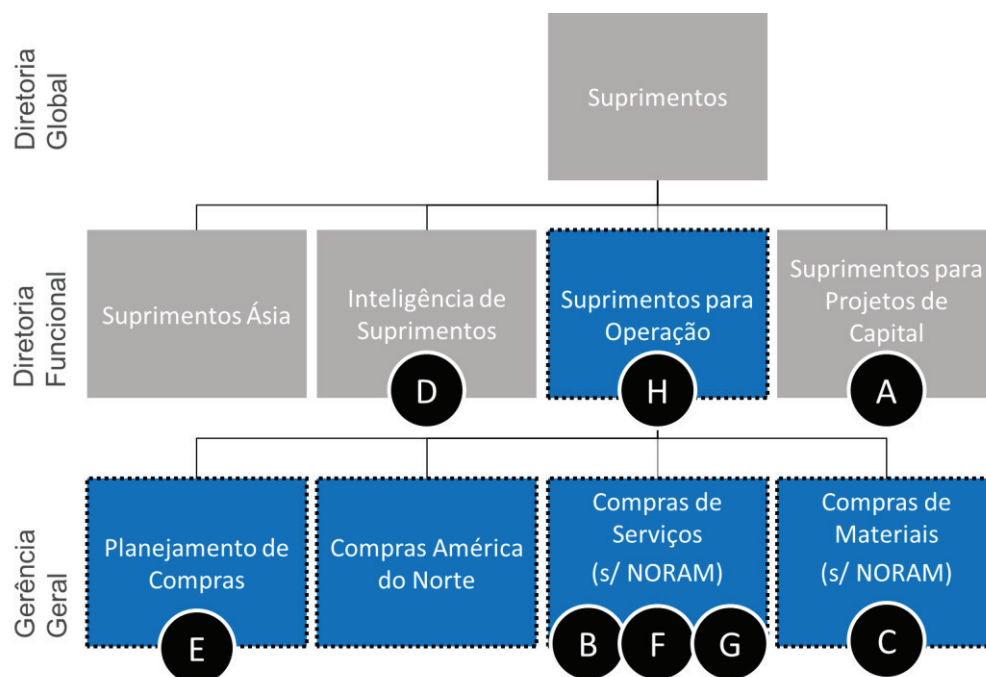 Diretoria
Global
Suprimentos
Diretoria
Funcional
Suprimentos Ásia
Inteligência de
Suprimentos
D
Suprimentos para
Operação
H
Suprimentos para
Projetos de
Capital
A
Gerência
Geral
Planejamento de
Compras
E
Compras América
do Norte
Compras de
Serviços
(s/ NORAM)
B F G
Compras de
Materiais
(s/ NORAM)
C